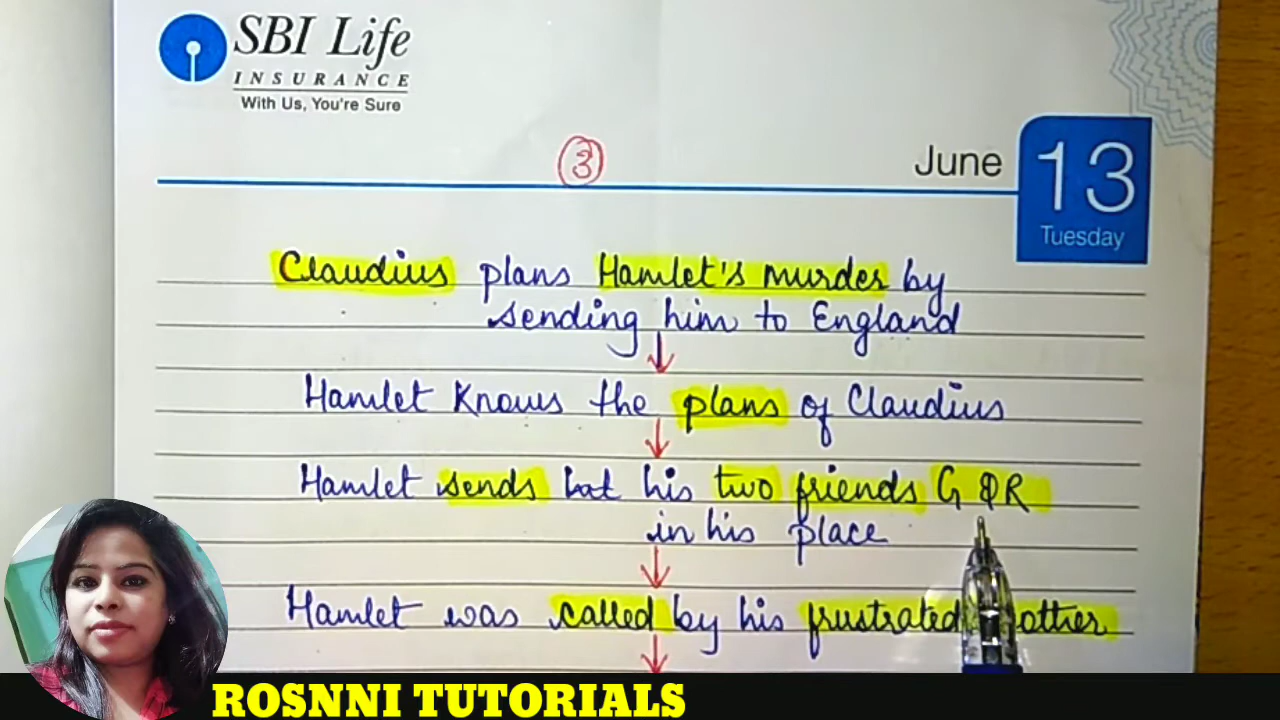 SBI Life
INSURANCE
With Us, You're Sure
3
June 13
Tuesday
Claudius plans Hamlet's murder by
sending him to England
Hamlet Knows the plans of Claudius
Hamlet sends his two friends G & R
in his place
Hamlet was called by his frustrated
ROSNNI TUTORIALS